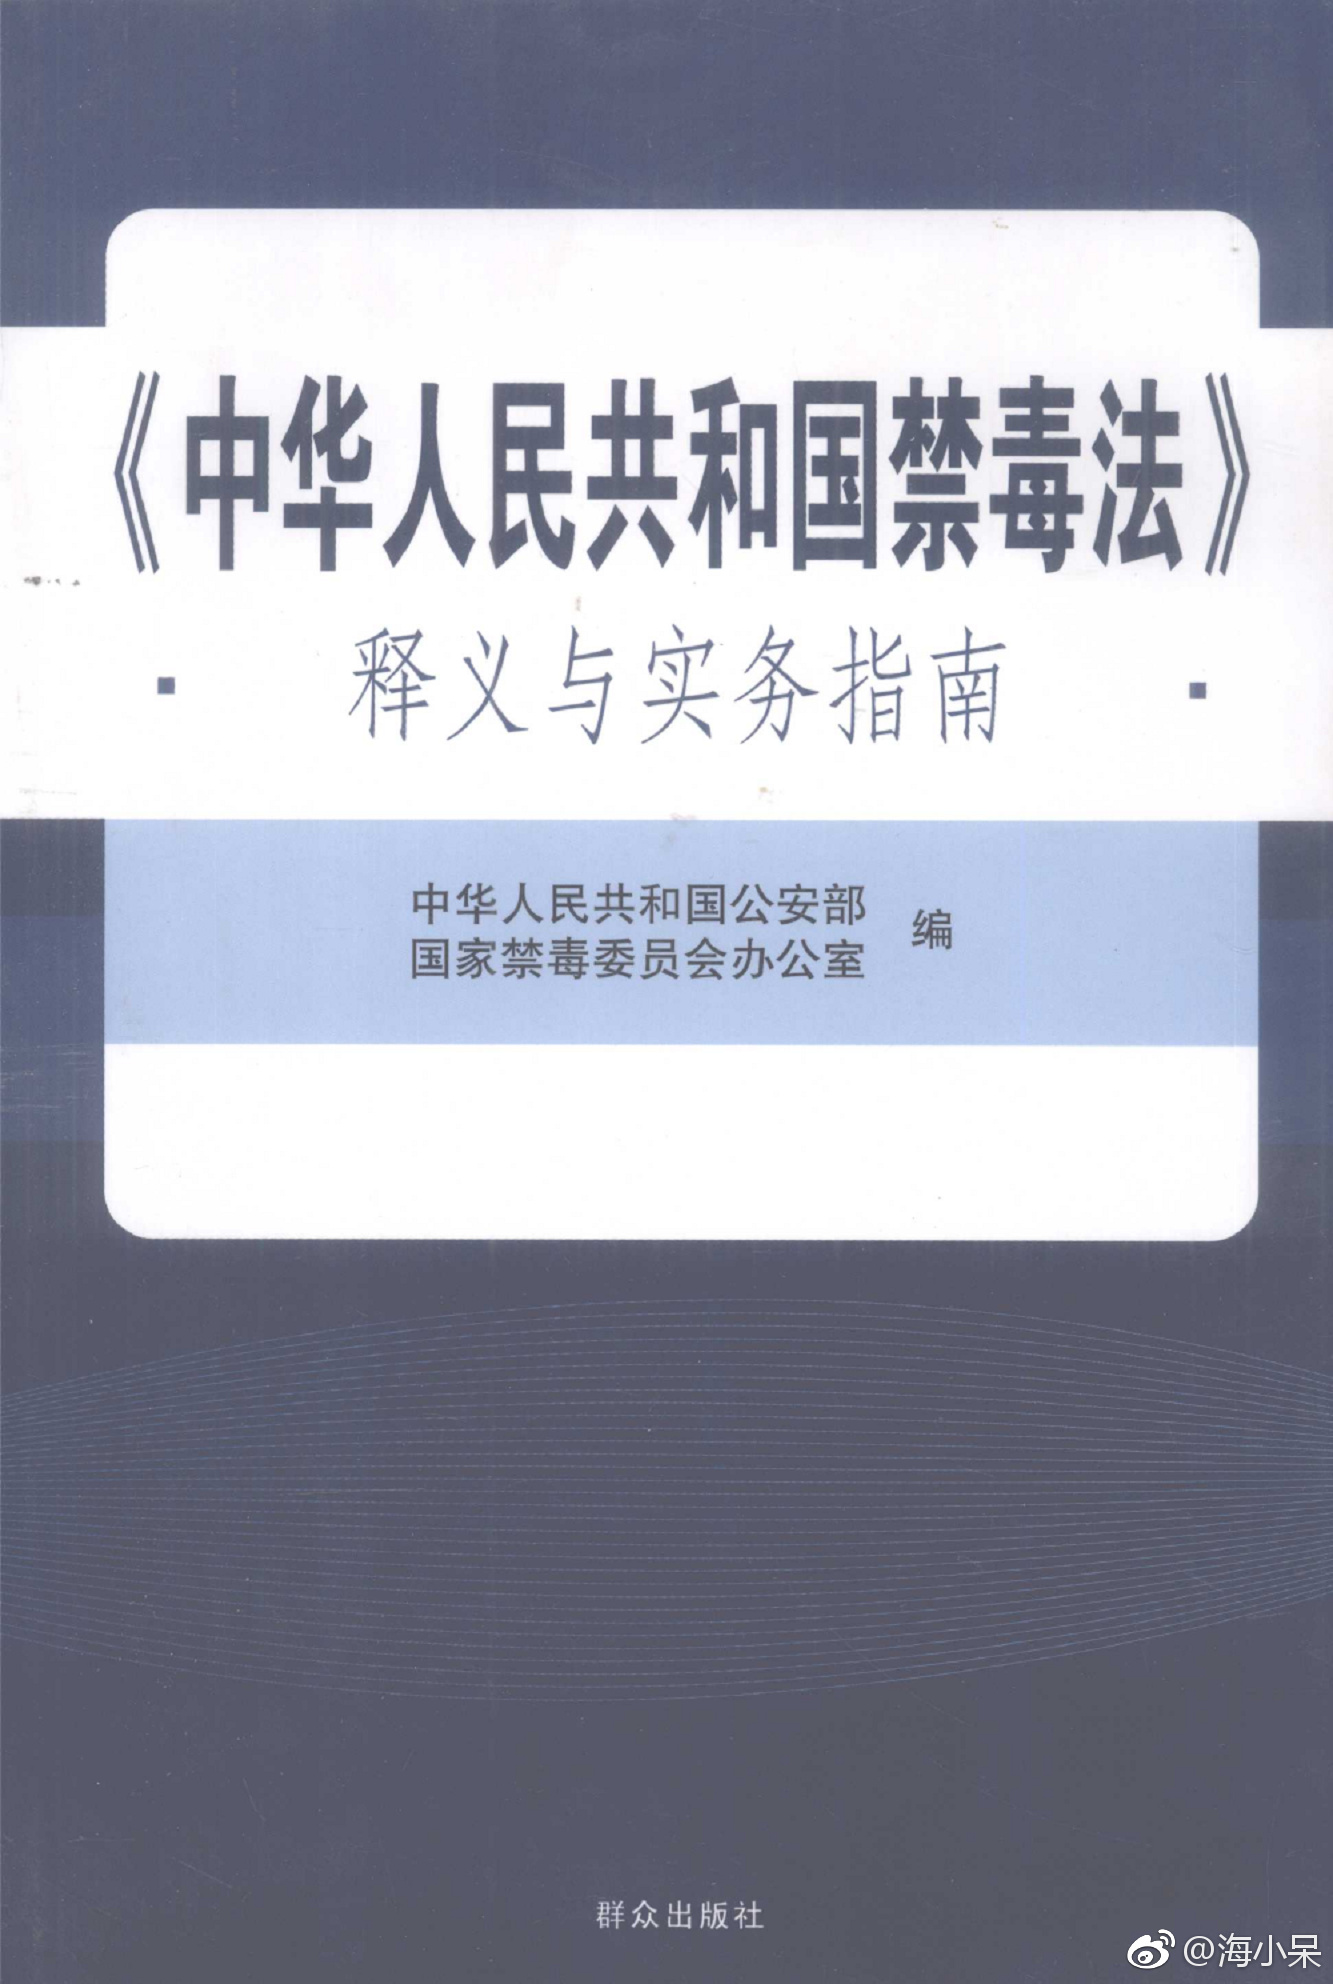 《中华人民共和国禁毒法》
·释义与实务指南·
中华人民共和国公安部
国家禁毒委员会办公室
编
群众出版社
@海小呆